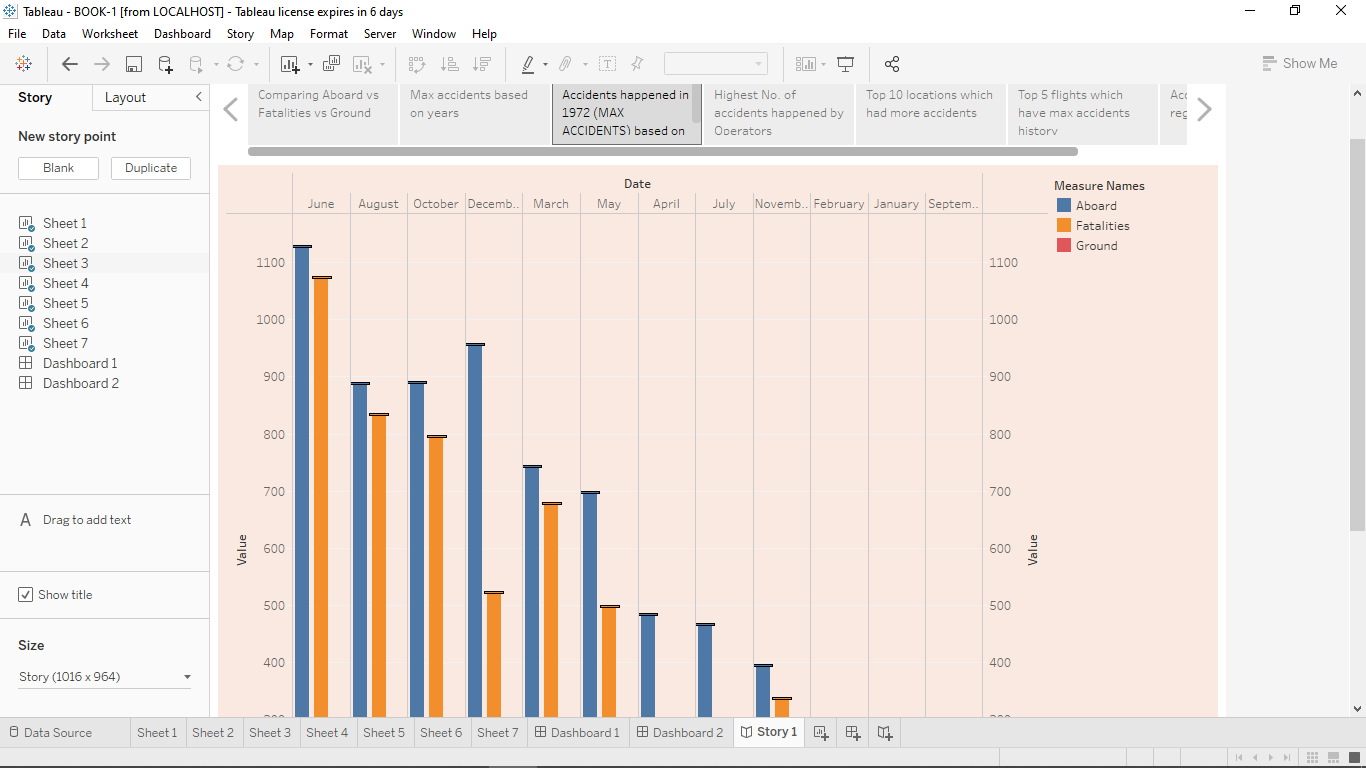 Tableau - BOOK-1 [from LOCALHOST] - Tableau license expires in 6 days
File Data Worksheet Dashboard Story Map Format Server Window Help
Show Me
Story Layout
New story point
Blank Duplicate
Sheet 1
Sheet 2
Sheet 3
Sheet 4
Sheet 5
Sheet 6
Sheet 7
Dashboard 1
Dashboard 2
A Drag to add text
Show title
Size
Story (1016 x 964)
Comparing Aboard vs
Fatalities vs Ground
Max accidents based
on years
Accidents happened in
1972 (MAX
ACCIDENTS) based on
Highest No. of
accidents happened by
Operators
Top 10 locations which
had more accidents
Top 5 flights which
have max accidents
history
Acc
reg
Date
June August October Decemb.. March May April July Novemb.. February January Septem..
1100
1000
900
800
700
600
500
400
Value
1100
1000
900
800
700
600
500
400
Value
Measure Names
Aboard
Fatalities
Ground
Data Source Sheet 1 Sheet 2 Sheet 3 Sheet 4 Sheet 5 Sheet 6 Sheet 7 Dashboard 1 Dashboard 2 Story 1